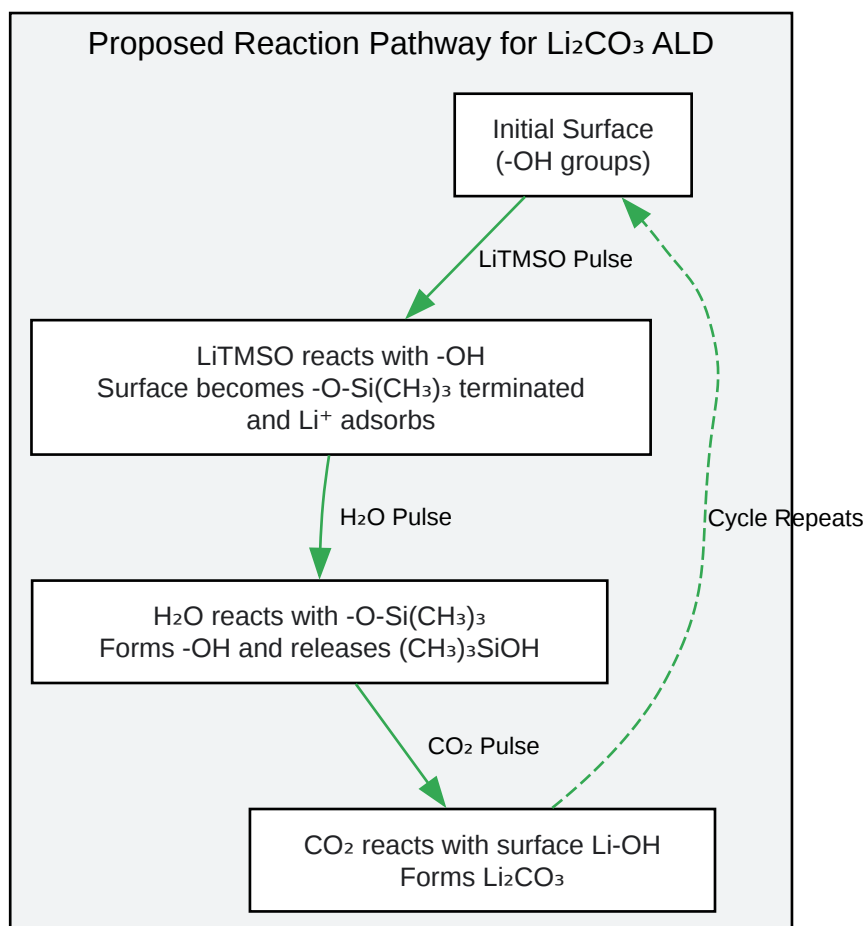 Proposed Reaction Pathway for Li₂CO₃ ALD
Initial Surface
(-OH groups)
LiTMSO Pulse
LiTMSO reacts with -OH
Surface becomes -O-Si(CH₃)₃ terminated
and Li⁺ adsorbs
H₂O Pulse
Cycle Repeats
H₂O reacts with -O-Si(CH₃)₃
Forms -OH and releases (CH₃)₃SiOH
CO₂ Pulse
CO₂ reacts with surface Li-OH
Forms Li₂CO₃